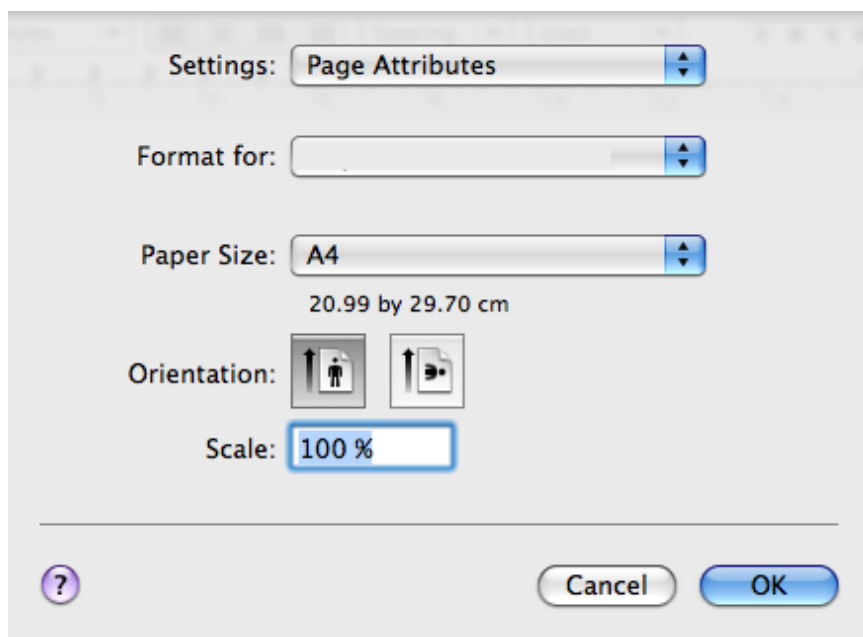 Settings: Page Attributes
Format for:
Paper Size: A4
20.99 by 29.70 cm
Orientation:
Scale: 100 %
? Cancel OK